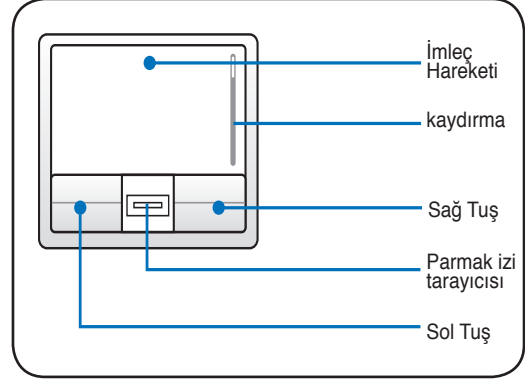 İmleç
Hareketi
kaydırma
Sağ Tuş
Parmak izi
tarayıcısı
Sol Tuş